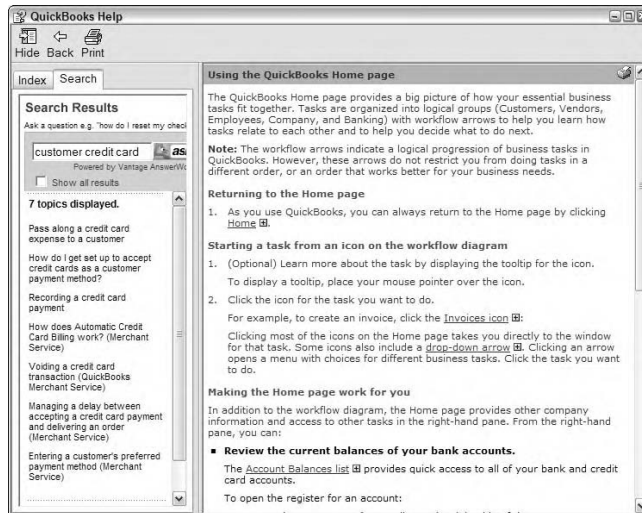 QuickBooks Help
Hide Back Print
Index Search
Search Results
Ask a question e.g. "how do I reset my check
customer credit card
Powered by Vantage
Show all results
7 topics displayed.
Pass along a credit card
expense to a customer
How do I get set up to accept
credit cards as a customer
payment method?
Recording a credit card
payment
How does Automatic Credit
Card Billing work? (Merchant
Service)
Voiding a credit card
transaction (QuickBooks
Merchant Service)
Managing a delay between
accepting a credit card payment
and delivering an order
(Merchant Service)
Entering a customer's preferred
payment method (Merchant
Service)
Using the QuickBooks Home page
The QuickBooks Home page provides a big picture of how your essential business
tasks fit together. Tasks are organized into logical groups (Customers, Vendors,
Employees, Company, and Banking) with workflow arrows to help you learn how
tasks relate to each other and to help you decide what to do next.
Note: The workflow arrows indicate a logical progression of business tasks in
QuickBooks. However, these arrows do not restrict you from doing tasks in a
different order, or an order that works better for your business needs.
Returning to the Home page
1. As you use QuickBooks, you can always return to the Home page by clicking
Home.
Starting a task from an icon on the workflow diagram
1. (Optional) Learn more about the task by displaying the tooltip for the icon.
To display a tooltip, place your mouse pointer over the icon.
2. Click the icon for the task you want to do.
For example, to create an invoice, click the Invoices icon:
Clicking most of the icons on the Home page takes you directly to the window
for that task. Some icons also include a drop-down arrow. Clicking an arrow
opens a menu with choices for different business tasks. Click the task you want
to do.
Making the Home page work for you
In addition to the workflow diagram, the Home page provides other company
information and access to other tasks in the right-hand pane. From the right-hand
pane, you can:
■ Review the current balances of your bank accounts.
The Account Balances list provides quick access to all of your bank and credit
card accounts.
To open the register for an account: